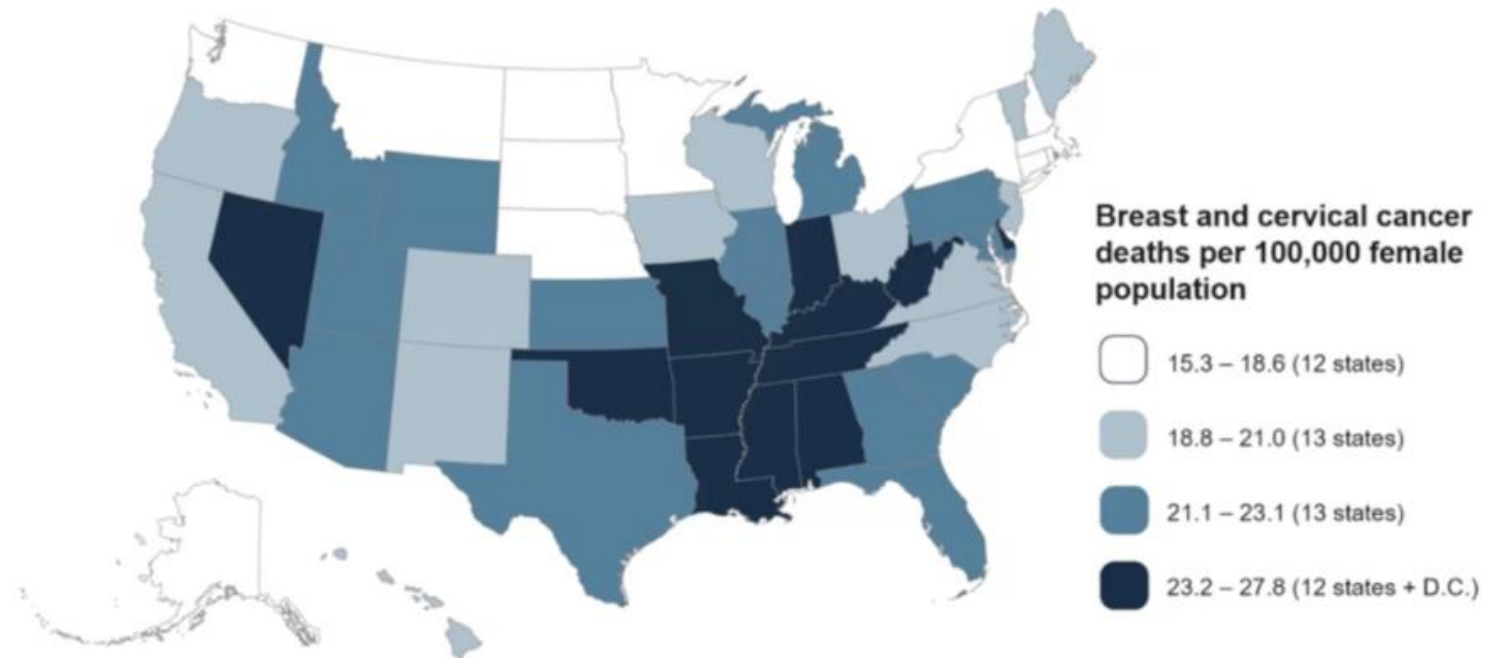 Breast and cervical cancer
deaths per 100,000 female
population
15.3 – 18.6 (12 states)
18.8 – 21.0 (13 states)
21.1 – 23.1 (13 states)
23.2 – 27.8 (12 states + D.C.)